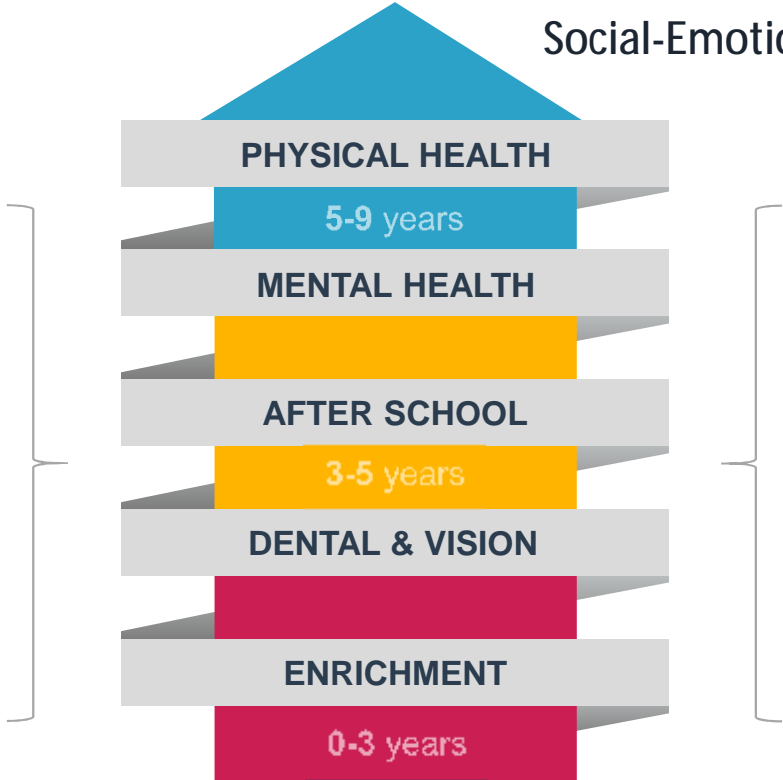 Social-Emotio
PHYSICAL HEALTH
5-9 years
MENTAL HEALTH
AFTER SCHOOL
3-5 years
DENTAL & VISION
ENRICHMENT
0-3 years